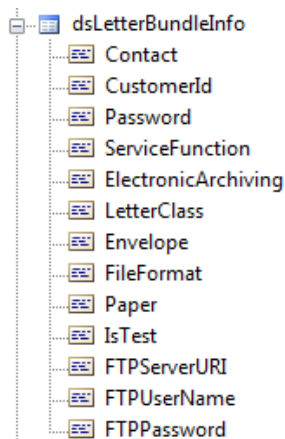 dsLetterBundleInfo
Contact
CustomerId
Password
ServiceFunction
ElectronicArchiving
LetterClass
Envelope
FileFormat
Paper
IsTest
FTPServerURI
FTPUserName
FTPPassword